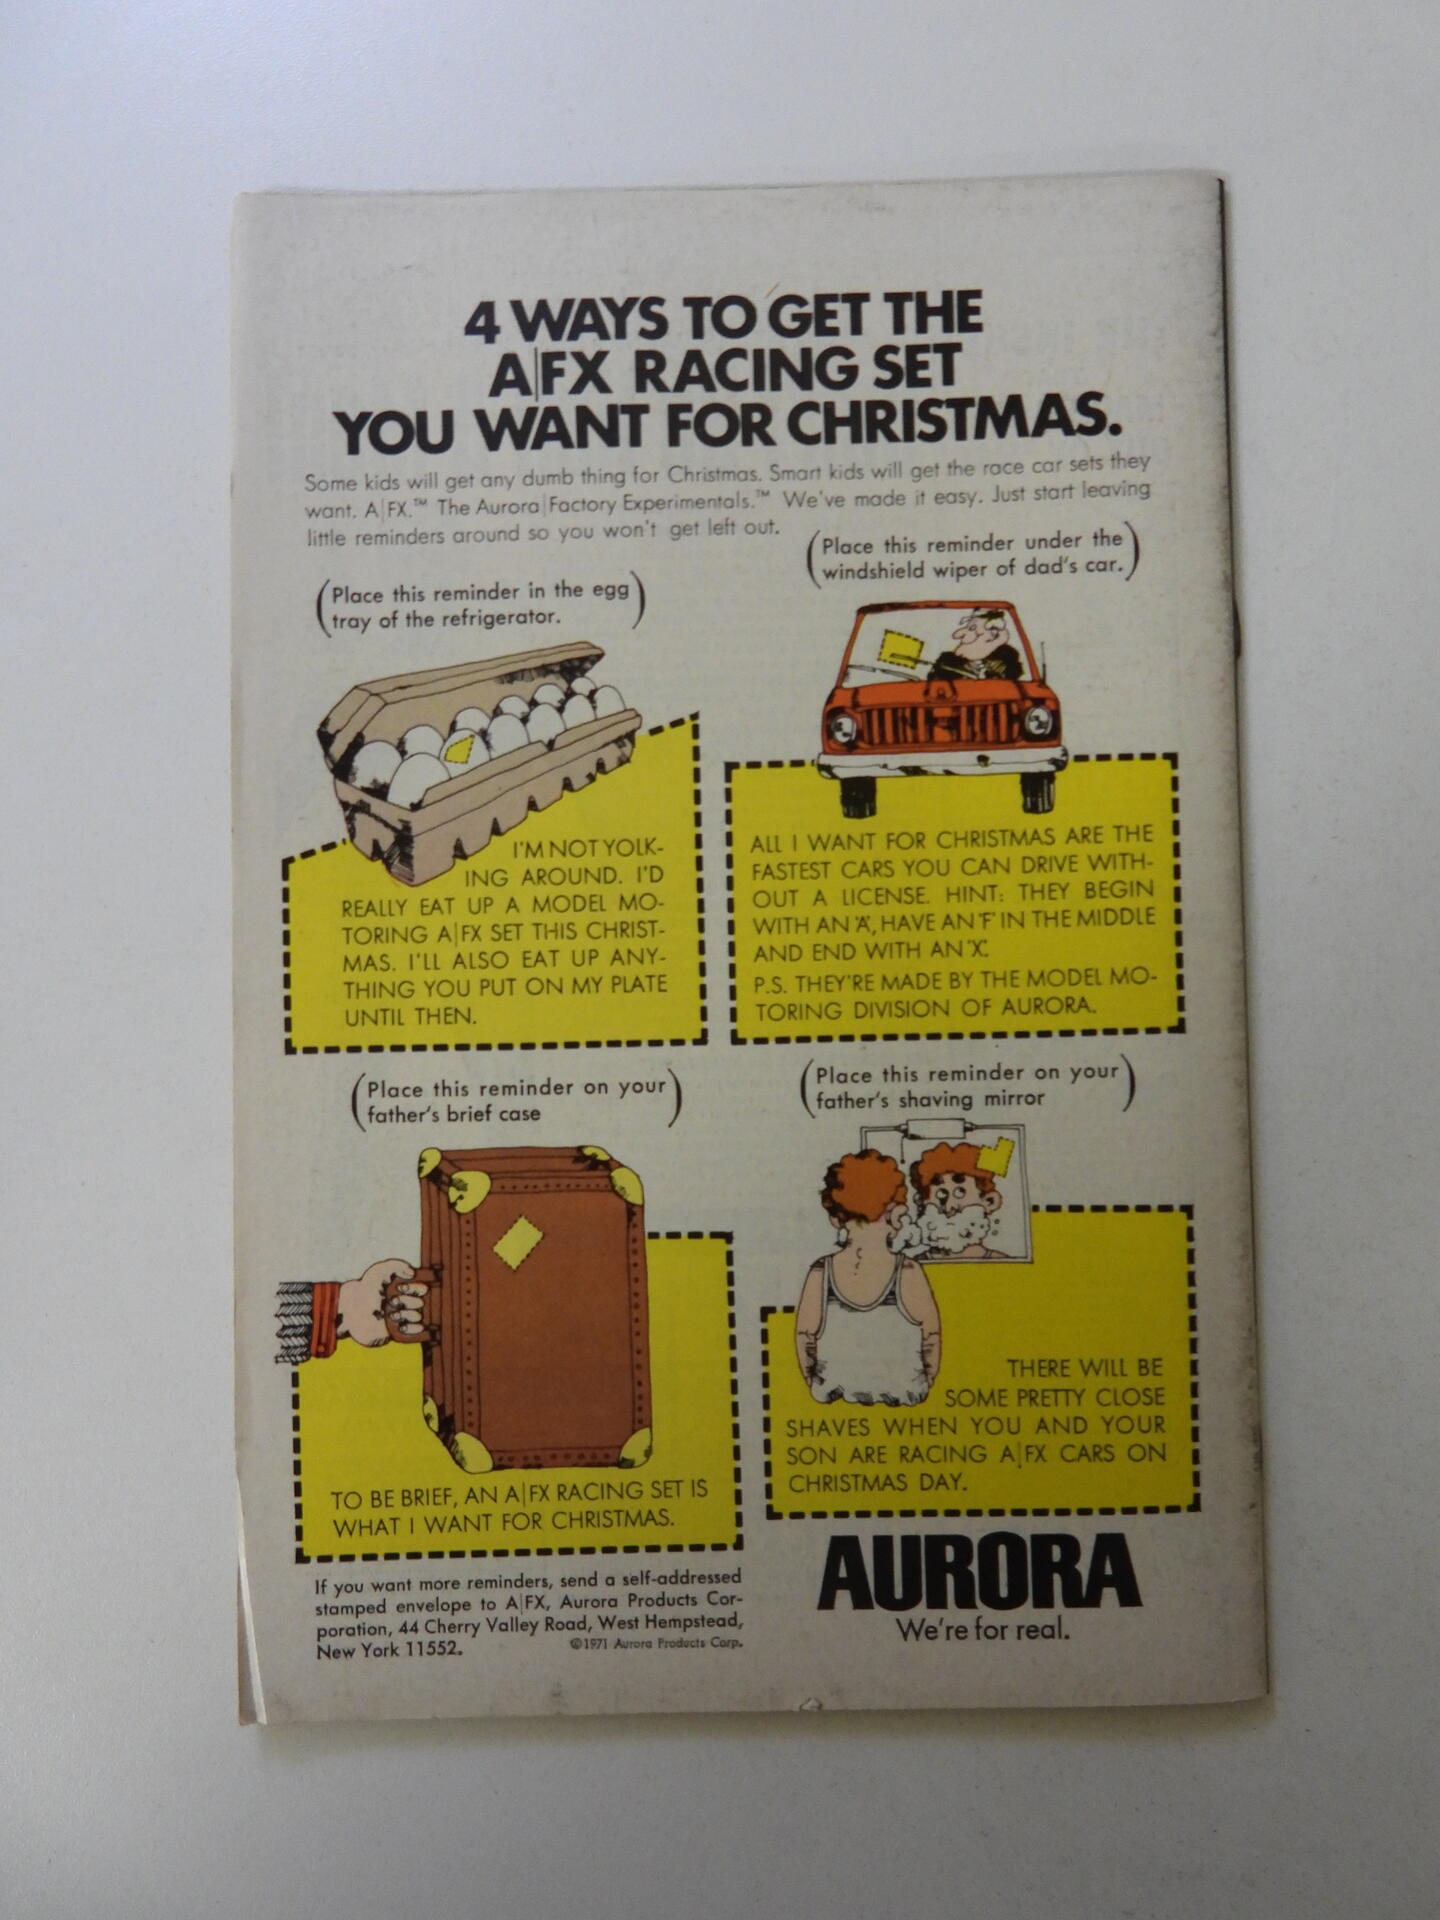 4 WAYS TO GET THE
A|FX RACING SET
YOU WANT FOR CHRISTMAS.
Some kids will get any dumb thing for Christmas. Smart kids will get the race car sets they
want. A|FX.™ The Aurora|Factory Experimentals.™ We've made it easy. Just start leaving
little reminders around so you won't get left out.
(Place this reminder in the egg
tray of the refrigerator.)
I'M NOT YOLK-
ING AROUND. I'D
REALLY EAT UP A MODEL MO-
TORING A|FX SET THIS CHRIST-
MAS. I'LL ALSO EAT UP ANY-
THING YOU PUT ON MY PLATE
UNTIL THEN.
(Place this reminder under the
windshield wiper of dad's car.)
ALL I WANT FOR CHRISTMAS ARE THE
FASTEST CARS YOU CAN DRIVE WITH-
OUT A LICENSE. HINT: THEY BEGIN
WITH AN 'A', HAVE AN 'F' IN THE MIDDLE
AND END WITH AN 'X'.
P.S. THEY'RE MADE BY THE MODEL MO-
TORING DIVISION OF AURORA.
(Place this reminder on your
father's brief case)
TO BE BRIEF, AN A|FX RACING SET IS
WHAT I WANT FOR CHRISTMAS.
(Place this reminder on your
father's shaving mirror)
THERE WILL BE
SOME PRETTY CLOSE
SHAVES WHEN YOU AND YOUR
SON ARE RACING A|FX CARS ON
CHRISTMAS DAY.
If you want more reminders, send a self-addressed
stamped envelope to A|FX, Aurora Products Cor-
poration, 44 Cherry Valley Road, West Hempstead,
New York 11552.
©1971 Aurora Products Corp.
AURORA
We're for real.